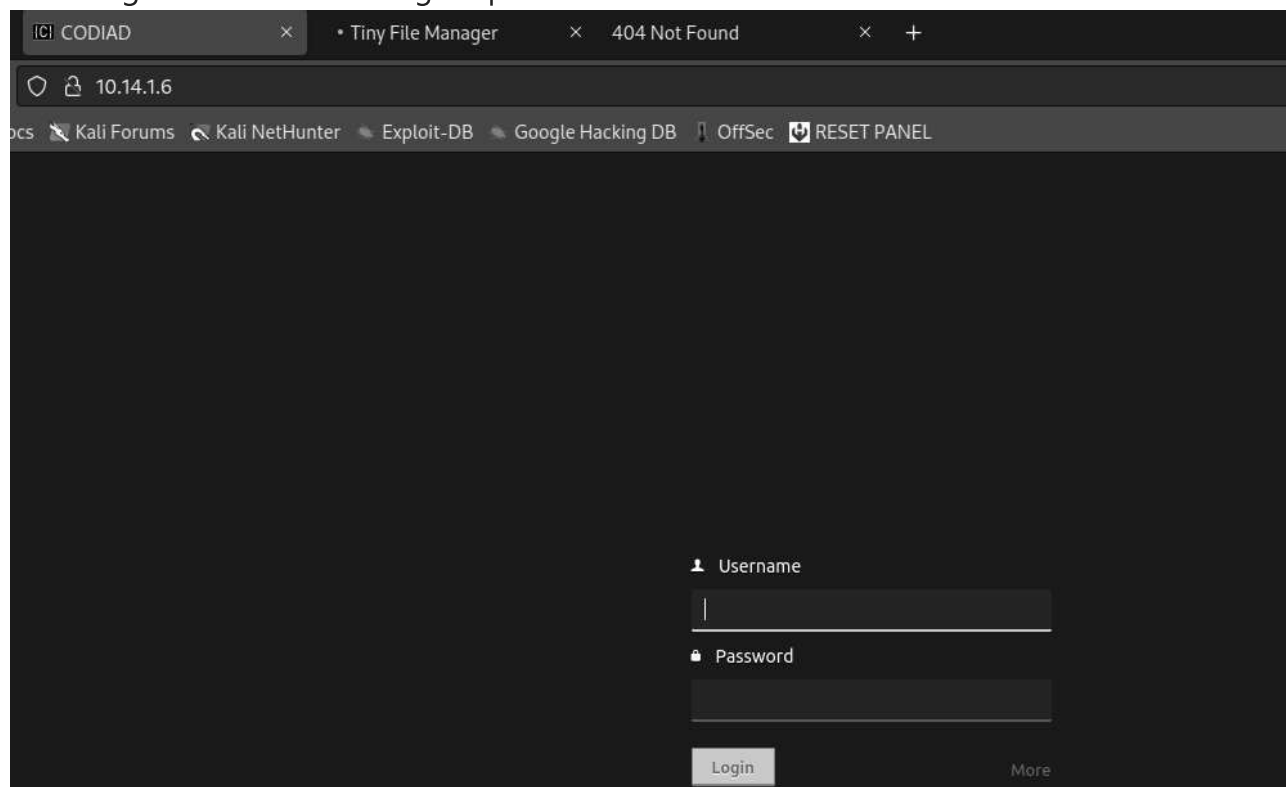 CODIAD × • Tiny File Manager × 404 Not Found × +
10.14.1.6
Kali Forums Kali NetHunter Exploit-DB Google Hacking DB OffSec RESET PANEL
Username
Password
Login More